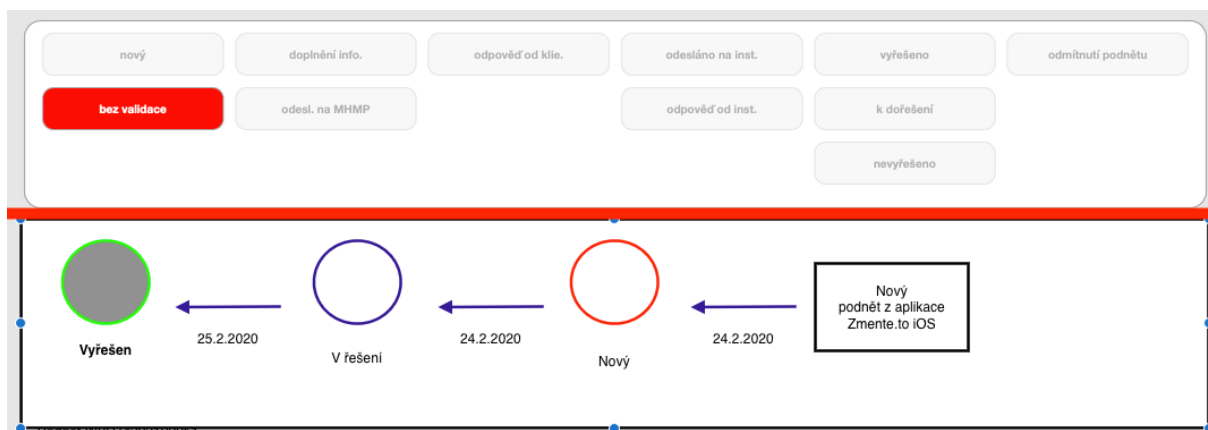 nový
doplnění info.
odpověď od klie.
odesláno na inst.
vyřešeno
odmítnutí podnětu
bez validace
odesl. na MHMP
odpověď od inst.
k dořešení
nevyřešeno
Vyřešen
25.2.2020
V řešení
24.2.2020
Nový
24.2.2020
Nový
podnět z aplikace
Zmente.to iOS